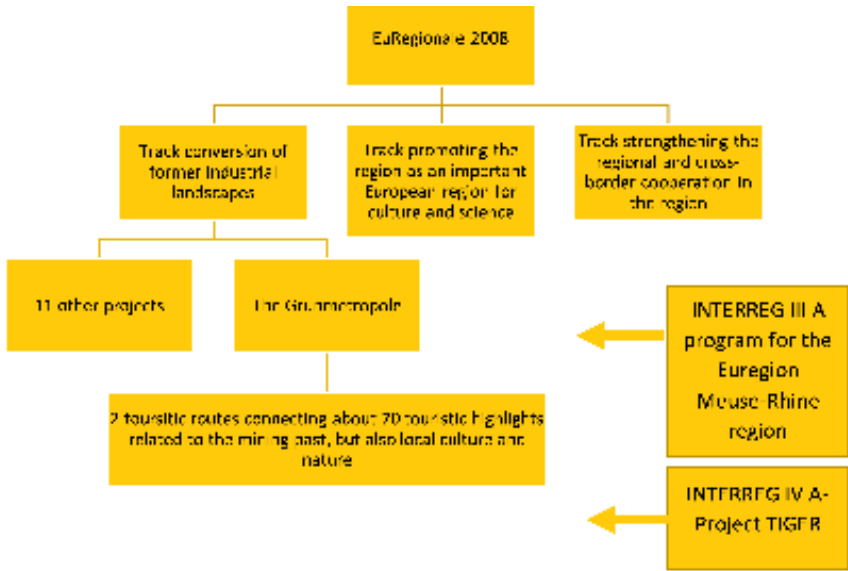 EuRegionale 2008
Track conversion of
former industrial
landscapes
Track promoting the
region as an important
European region for
culture and science
Track strengthening the
regional and cross-
border cooperation in
the region
11 other projects
The Grünmetropole
INTERREG III A
program for the
Euregion
Meuse-Rhine
region
2 toursitic routes connecting about 70 touristic highlights
related to the mining past, but also local culture and
nature
INTERREG IV A-
Project TIGER